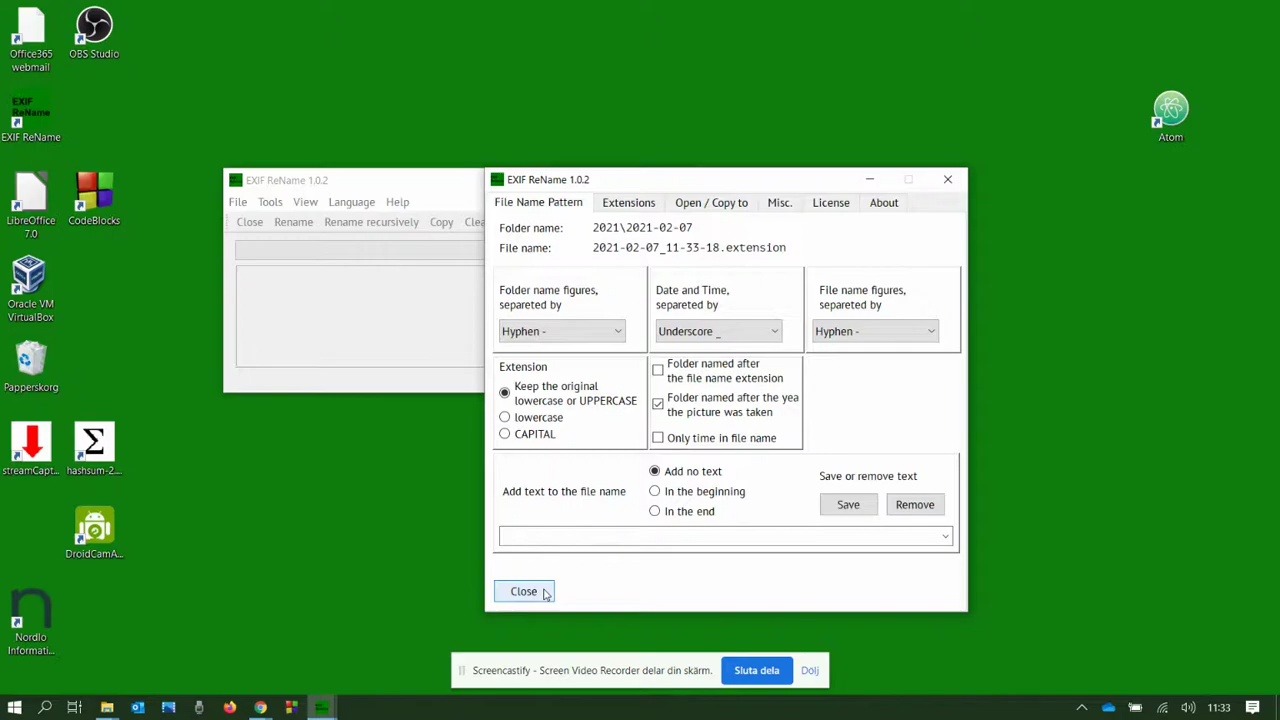 Office365
webmail
OBS Studio
EXIF
ReName
EXIF ReName
Atom
LibreOffice
7.0
CodeBlocks
Oracle VM
VirtualBox
Papperskorg
streamCapt...
hashsum-2....
DroidCamA...
n
Nordlo
Informati...
EXIF ReName 1.0.2
File Tools View Language Help
Close Rename Rename recursively Copy Clea
EXIF ReName 1.0.2
File Name Pattern Extensions Open / Copy to Misc. License About
Folder name: 2021\2021-02-07
File name: 2021-02-07_11-33-18.extension
Folder name figures,
separeted by
Hyphen -
Date and Time,
separeted by
Underscore _
File name figures,
separeted by
Hyphen -
Extension
Keep the original
lowercase or UPPERCASE
lowercase
CAPITAL
Folder named after
the file name extension
Folder named after the yea
the picture was taken
Only time in file name
Add text to the file name
Add no text
In the beginning
In the end
Save or remove text
Save Remove
Close
Screencastify - Screen Video Recorder delar din skärm. Sluta dela Dölj
11:33